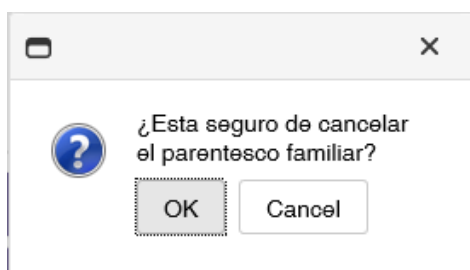 ¿Esta seguro de cancelar
el parentesco familiar?
OK Cancel